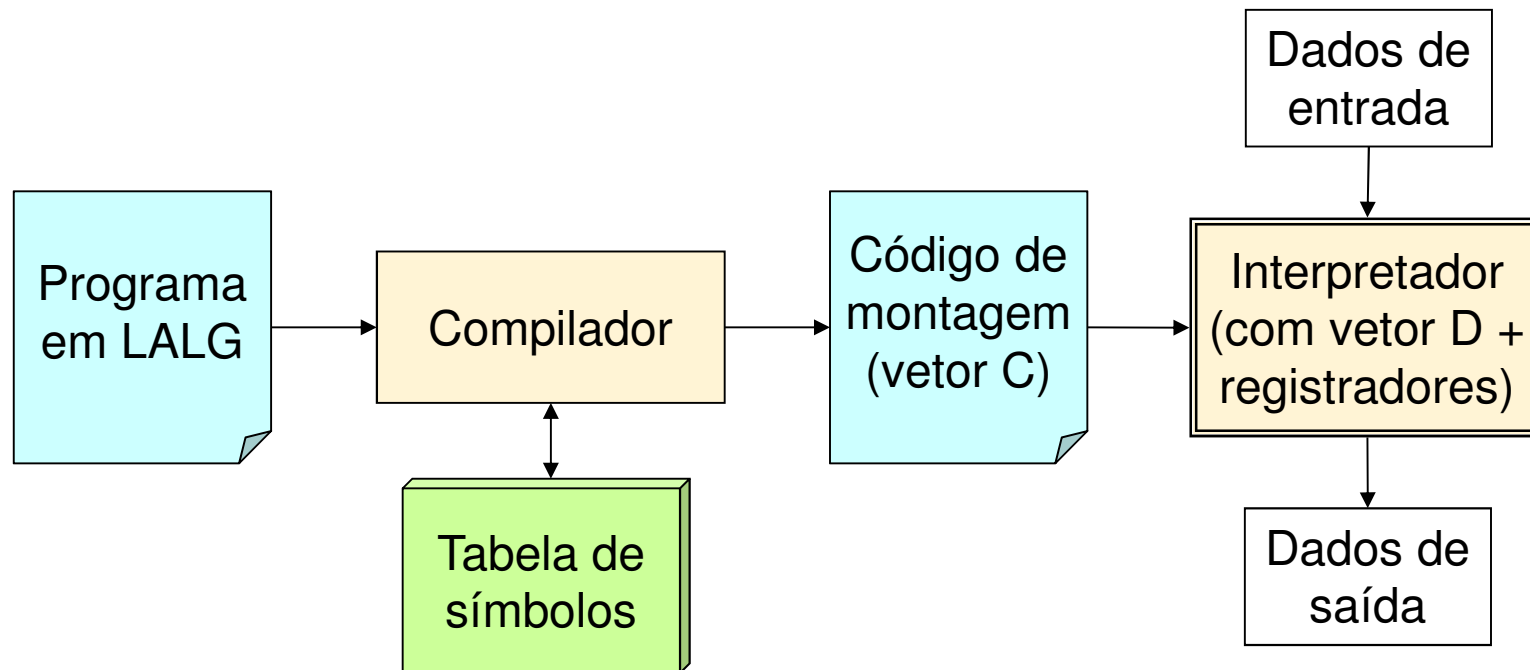 Dados de
entrada
Programa
em LALG
Compilador
Código de
montagem
(vetor C)
Interpretador
(com vetor D +
registradores)
Tabela de
símbolos
Dados de
saída